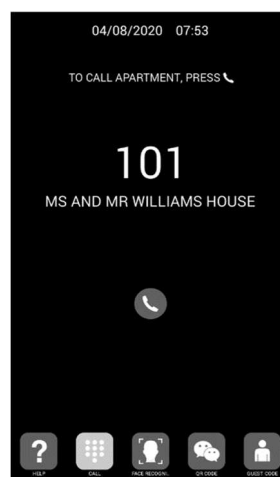 04/08/2020 07:53
TO CALL APARTMENT, PRESS
101
MS AND MR WILLIAMS HOUSE
?
HELP
CALL
FACE RECOGNI...
QR CODE
GUEST CODE